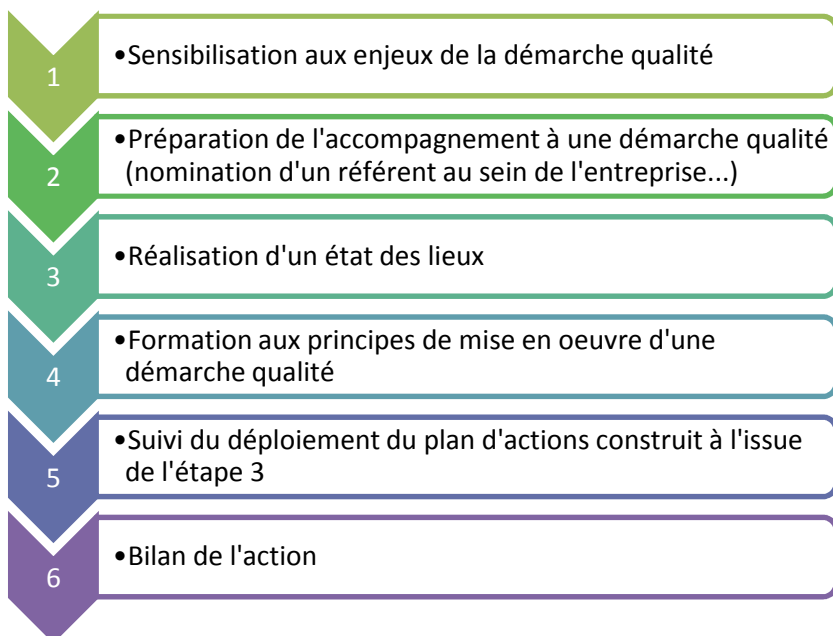 1
•Sensibilisation aux enjeux de la démarche qualité
2
•Préparation de l'accompagnement à une démarche qualité
(nomination d'un référent au sein de l'entreprise...)
3
•Réalisation d'un état des lieux
4
•Formation aux principes de mise en oeuvre d'une
démarche qualité
5
•Suivi du déploiement du plan d'actions construit à l'issue
de l'étape 3
6
•Bilan de l'action